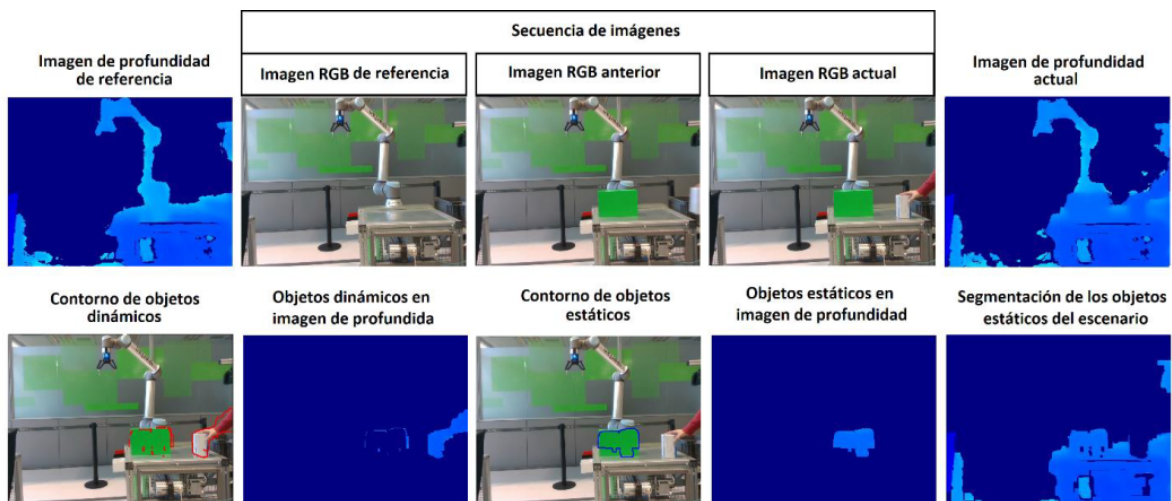 Secuencia de imágenes
Imagen de profundidad
de referencia
Imagen RGB de referencia
Imagen RGB anterior
Imagen RGB actual
Imagen de profundidad
actual
Contorno de objetos
dinámicos
Objetos dinámicos en
imagen de profundida
Contorno de objetos
estáticos
Objetos estáticos en
imagen de profundidad
Segmentación de los objetos
estáticos del escenario